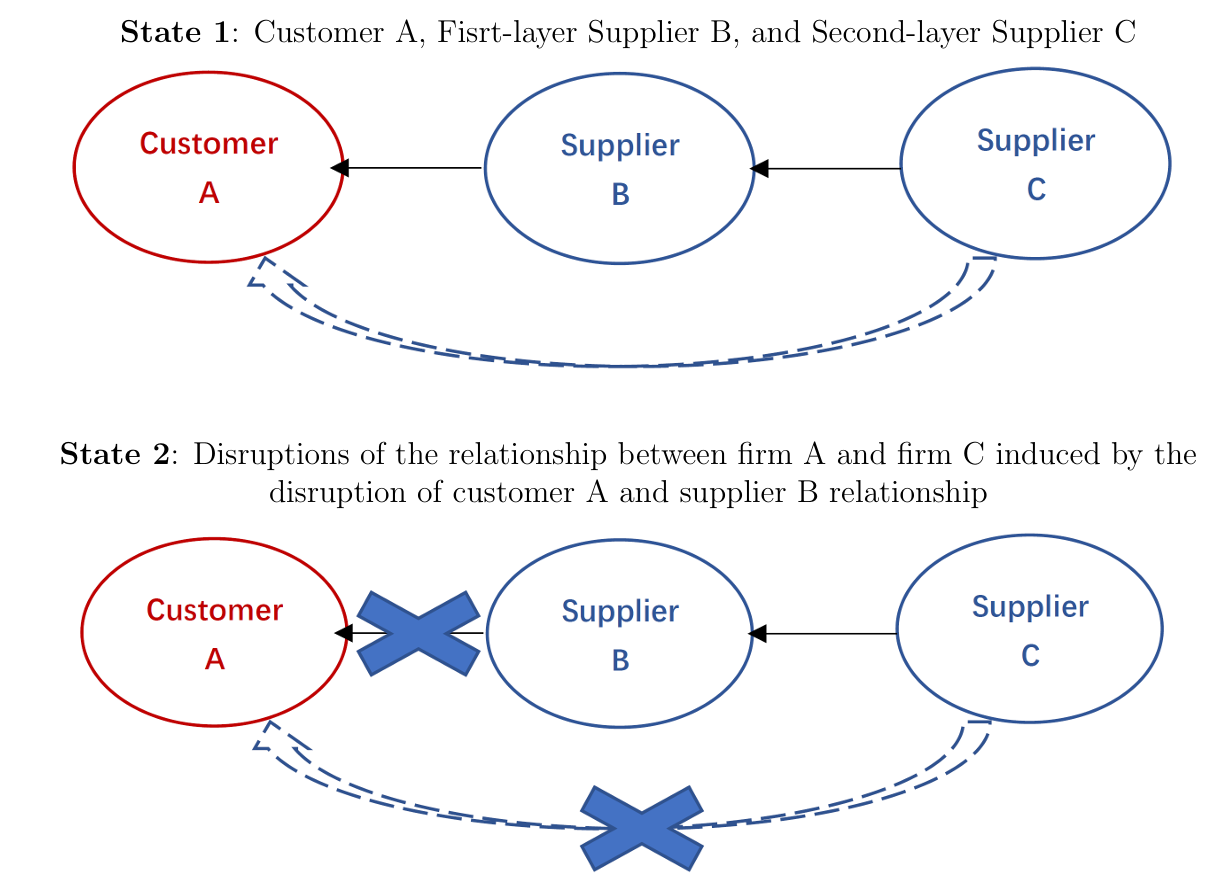 State 1: Customer A, Fisrt-layer Supplier B, and Second-layer Supplier C
Customer
A
Supplier
B
Supplier
C
State 2: Disruptions of the relationship between firm A and firm C induced by the
disruption of customer A and supplier B relationship
Customer
A
Supplier
B
Supplier
C